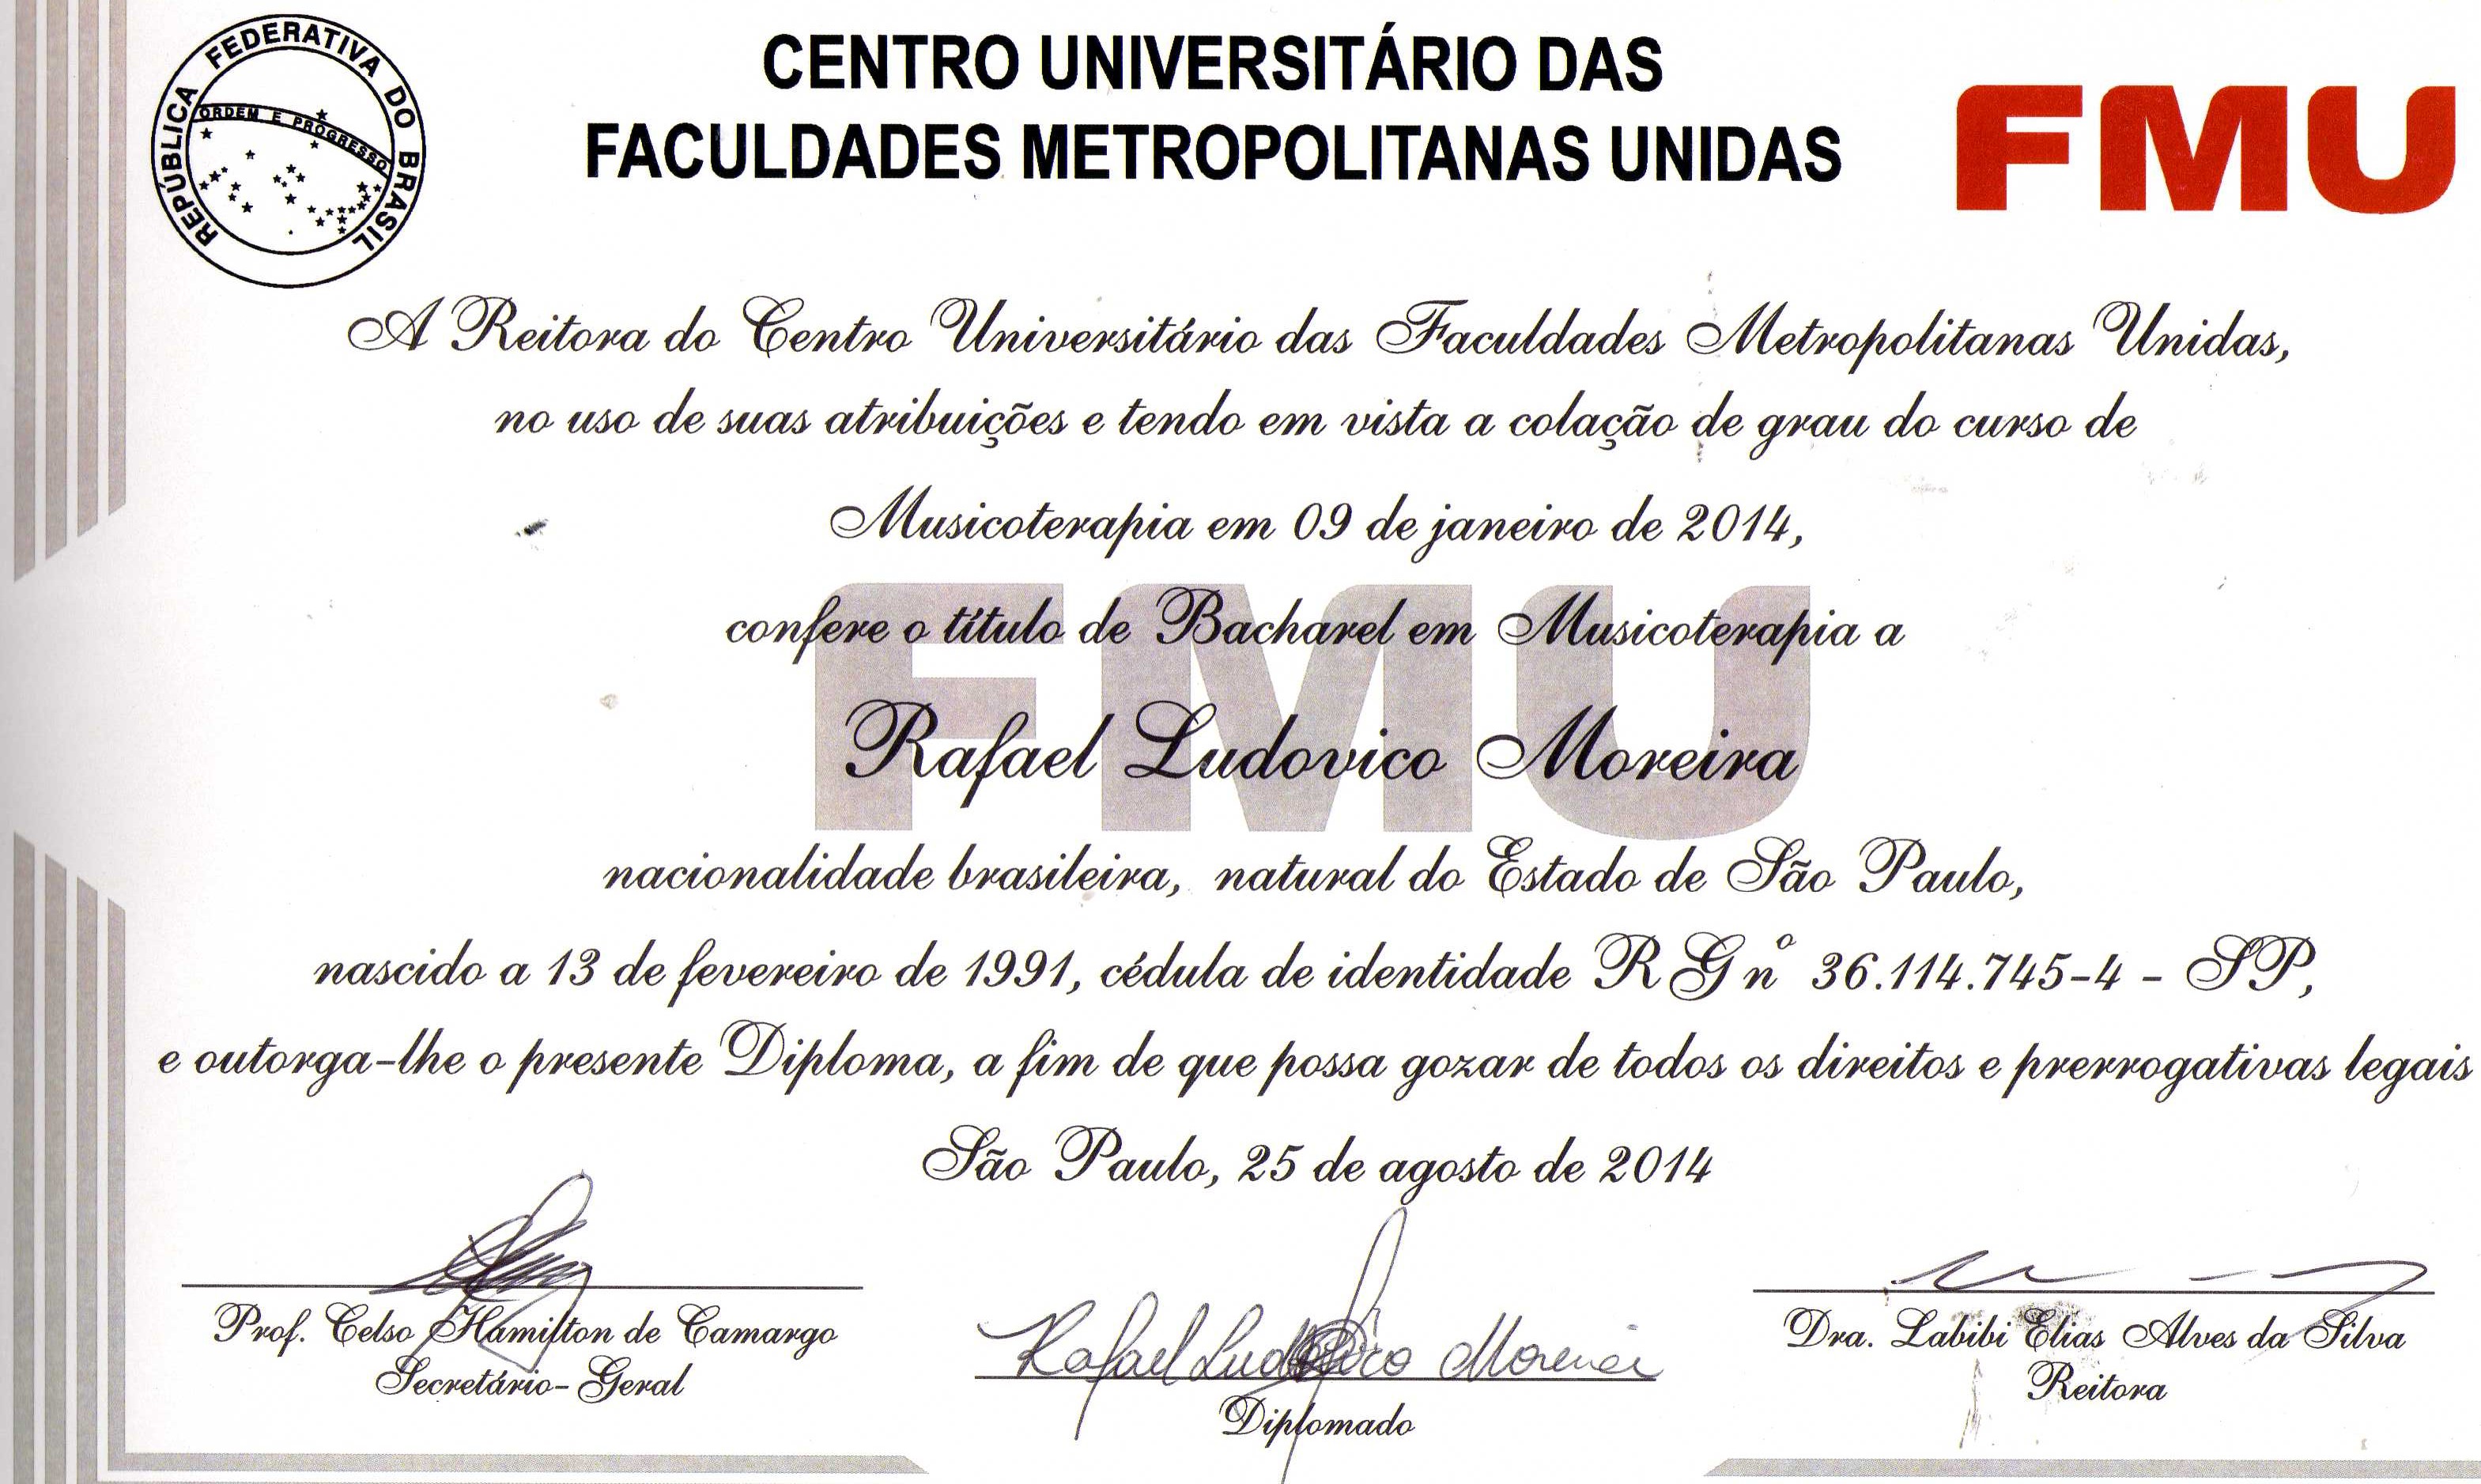 REPÚBLICA FEDERATIVA DO BRASIL
ORDEM E PROGRESSO
CENTRO UNIVERSITÁRIO DAS
FACULDADES METROPOLITANAS UNIDAS
FMU
A Reitora do Centro Universitário das Faculdades Metropolitanas Unidas,
no uso de suas atribuições e tendo em vista a colação de grau do curso de
Musicoterapia em 09 de janeiro de 2014,
confere o título de Bacharel em Musicoterapia a
FMU
Rafael Ludovico Moreira
nacionalidade brasileira, natural do Estado de São Paulo,
nascido a 13 de fevereiro de 1991, cédula de identidade RG nº 36.114.745-4 - SP,
e outorga-lhe o presente Diploma, a fim de que possa gozar de todos os direitos e prerrogativas legais
São Paulo, 25 de agosto de 2014
Prof. Celso Hamilton de Camargo
Secretário-Geral
Rafael Ludovico Moreira
Diplomado
Dra. Labibi Elias Alves da Silva
Reitora